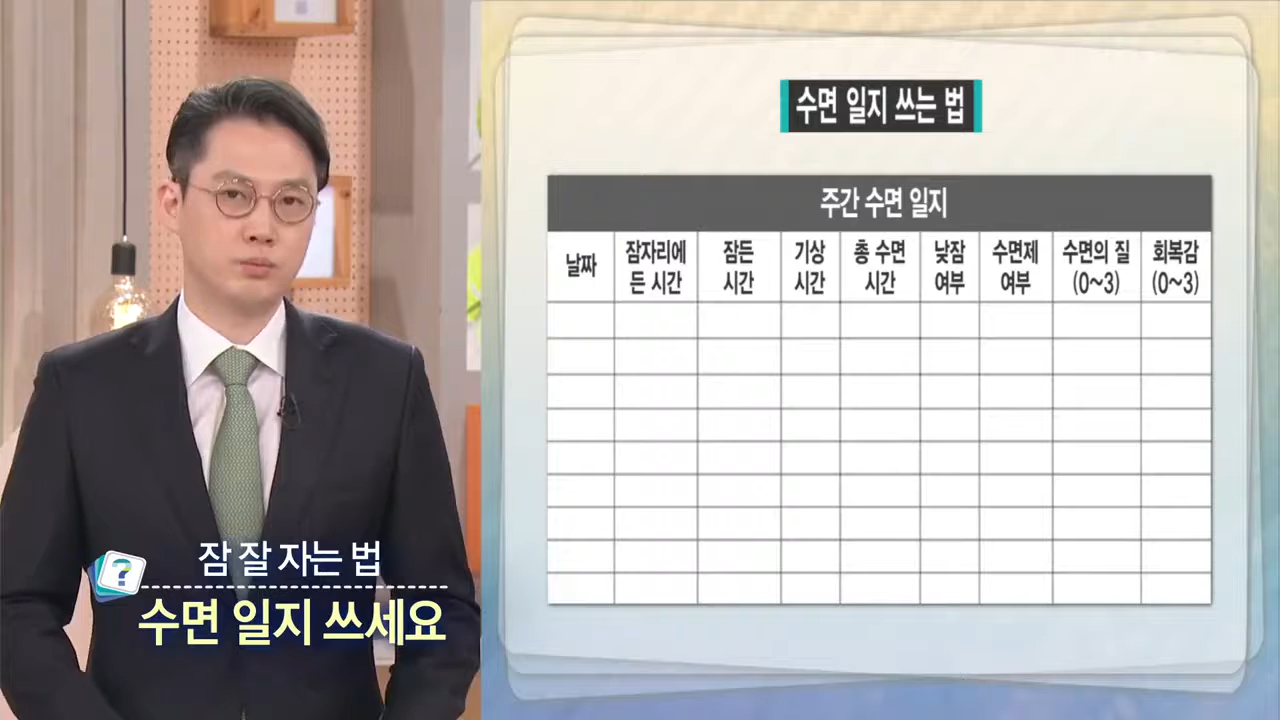 수면 일지 쓰는 법
주간 수면 일지
날짜
잠자리에
든 시간
잠든
시간
기상
시간
총 수면
시간
낮잠
여부
수면제
여부
수면의 질
(0~3)
회복감
(0~3)
?
잠 잘 자는 법
수면 일지 쓰세요